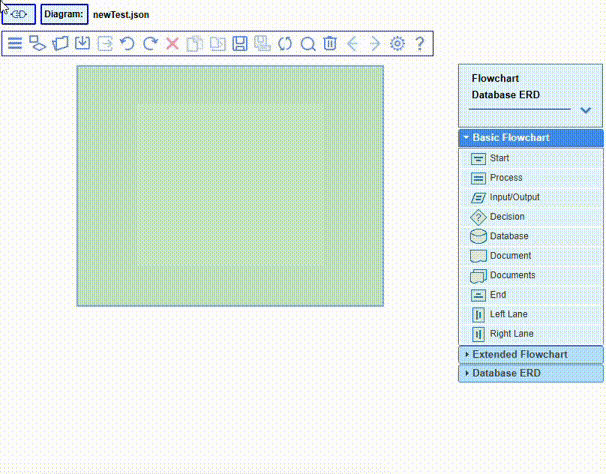 Diagram: newTest.json
Flowchart
Database ERD
Basic Flowchart
Start
Process
Input/Output
Decision
Database
Document
Documents
End
Left Lane
Right Lane
Extended Flowchart
Database ERD